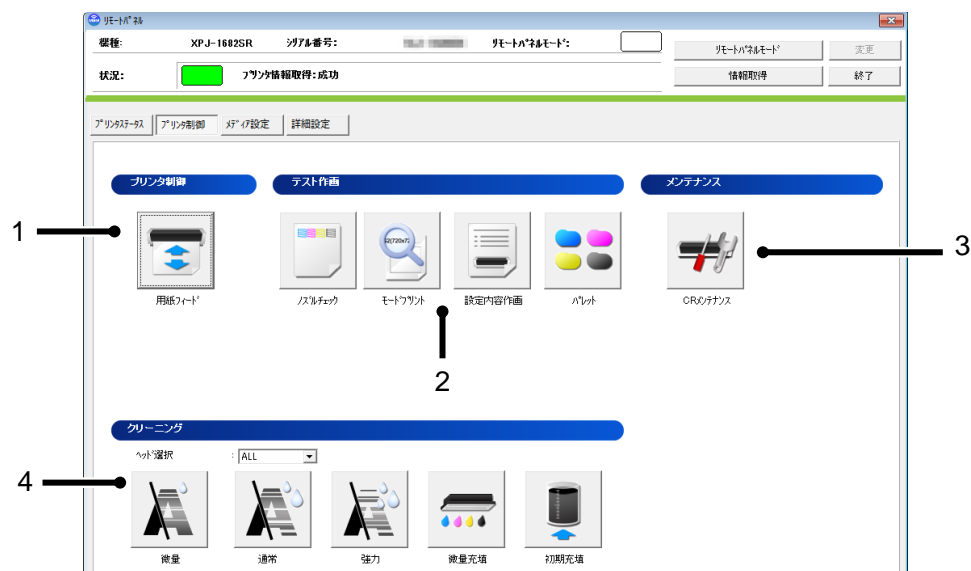 リモートパネル
機種: XPJ-1682SR シリアル番号: リモートパネルモード: リモートパネルモード 変更
状況: プリンタ情報取得:成功 情報取得 終了
プリンタステータス プリンタ制御 メディア設定 詳細設定
プリンタ制御 テスト作画 メンテナンス
1
3
用紙フィード ノズルチェック モードプリント 設定内容作画 パレット CRメンテナンス
2
クリーニング
ヘッド選択 : ALL
4
微量 通常 強力 微量充填 初期充填